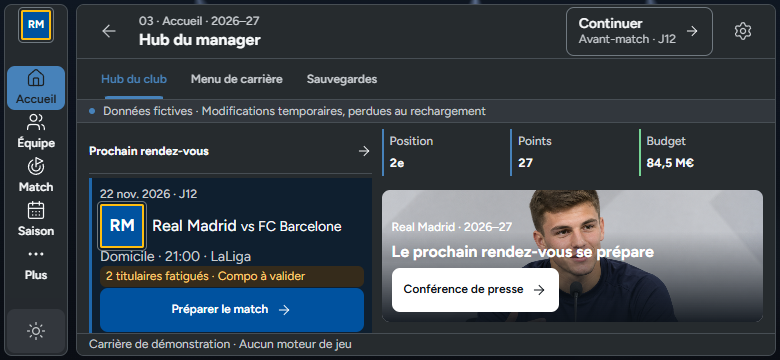 RM
Accueil
Équipe
Match
Saison
Plus
03 · Accueil · 2026–27
Hub du manager
Continuer
Avant-match · J12
Hub du club
Menu de carrière
Sauvegardes
Données fictives · Modifications temporaires, perdues au rechargement
Prochain rendez-vous
22 nov. 2026 · J12
RM
Real Madrid vs FC Barcelone
Domicile · 21:00 · LaLiga
2 titulaires fatigués · Compo à valider
Préparer le match
Position
2e
Points
27
Budget
84,5 M€
Real Madrid · 2026–27
Le prochain rendez-vous se prépare
Conférence de presse
Carrière de démonstration · Aucun moteur de jeu